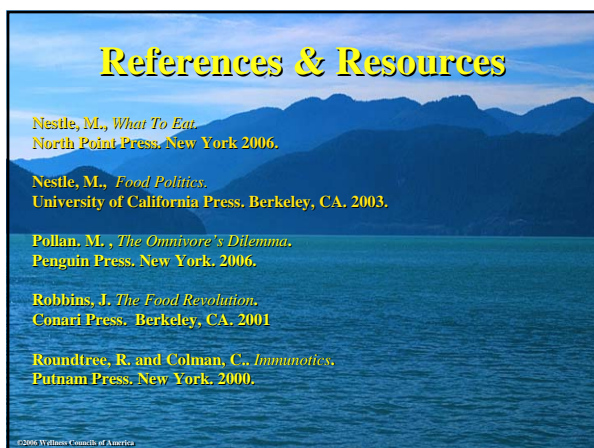 References & Resources
Nestle, M., What To Eat.
North Point Press. New York 2006.
Nestle, M., Food Politics.
University of California Press. Berkeley, CA. 2003.
Pollan. M. , The Omnivore's Dilemma.
Penguin Press. New York. 2006.
Robbins, J. The Food Revolution.
Conari Press. Berkeley, CA. 2001
Roundtree, R. and Colman, C.. Immunotics.
Putnam Press. New York. 2000.
©2006 Wellness Councils of America